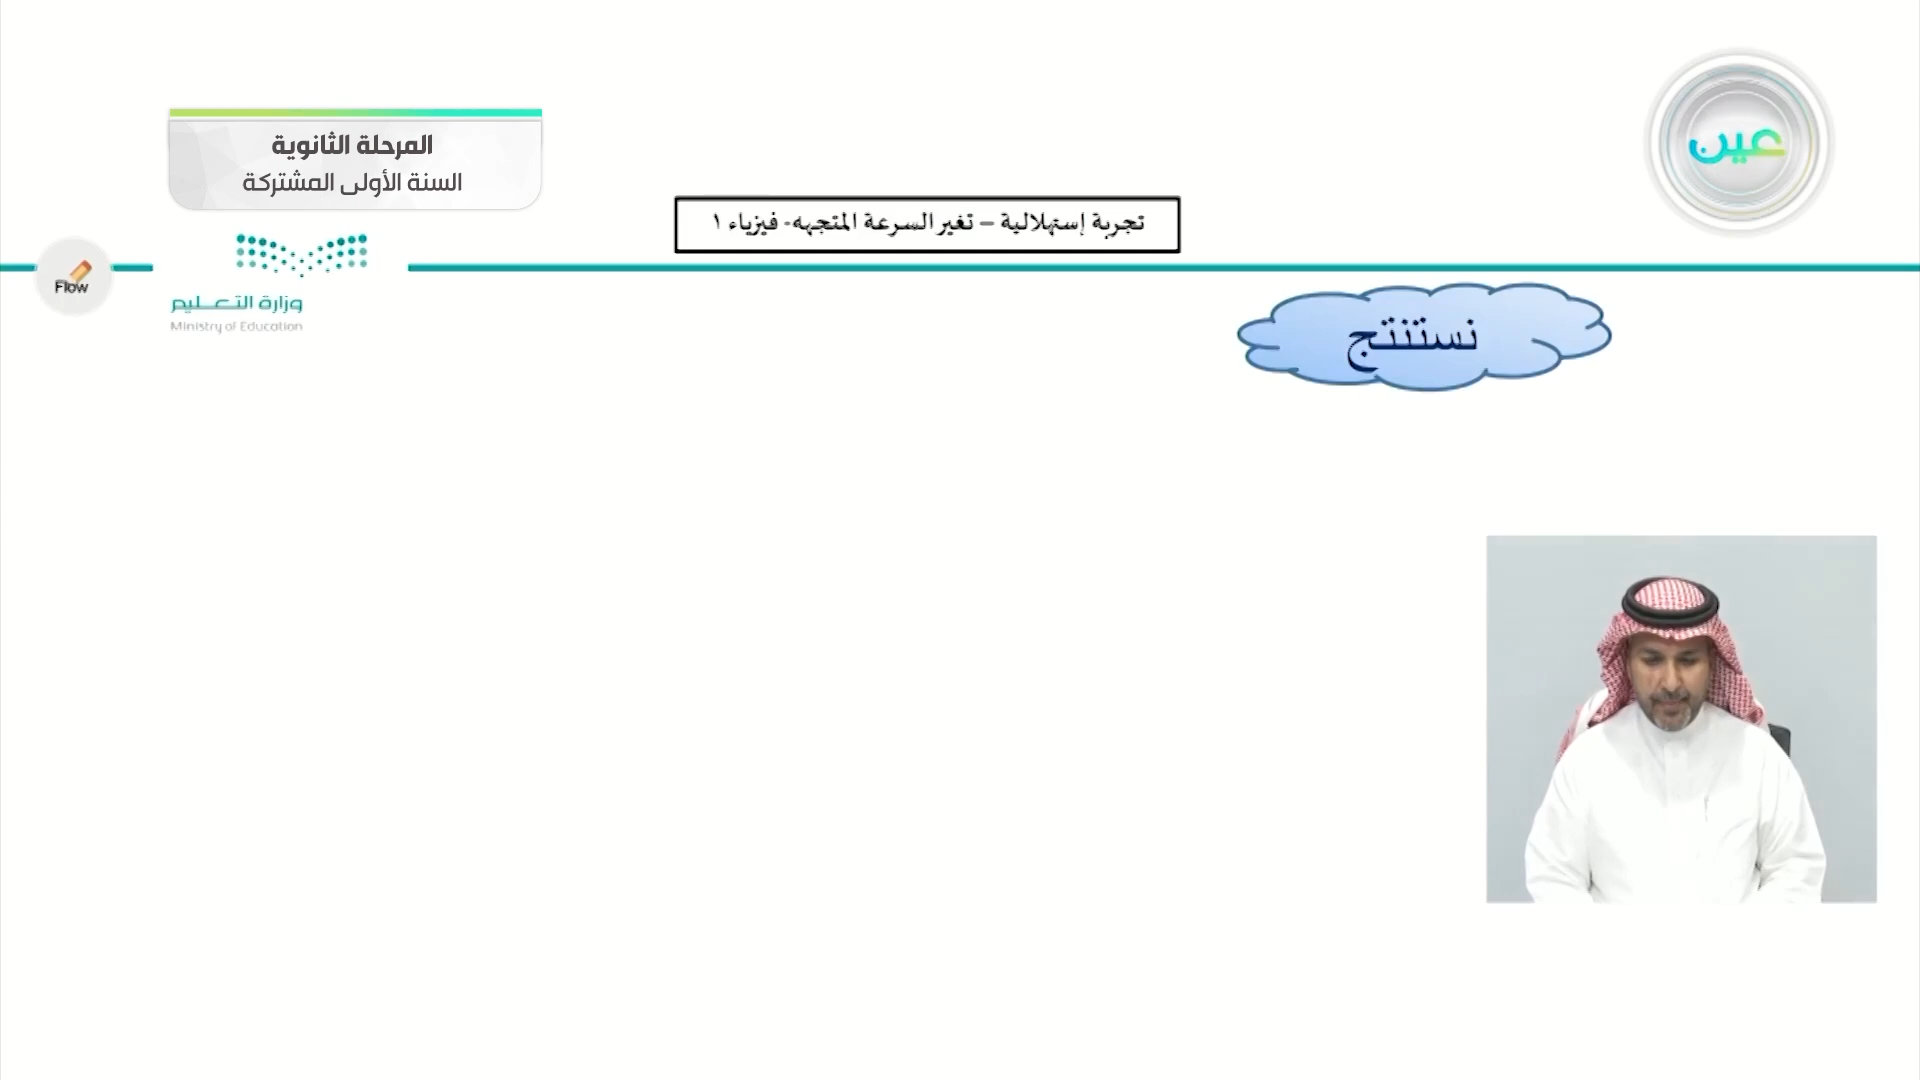 المرحلة الثانوية
السنة الأولى المشتركة
عين
تجربة إستهلالية – تغير السرعة المتجهه- فيزياء ١
Flow
وزارة التعليم
Ministry of Education
نستنتج